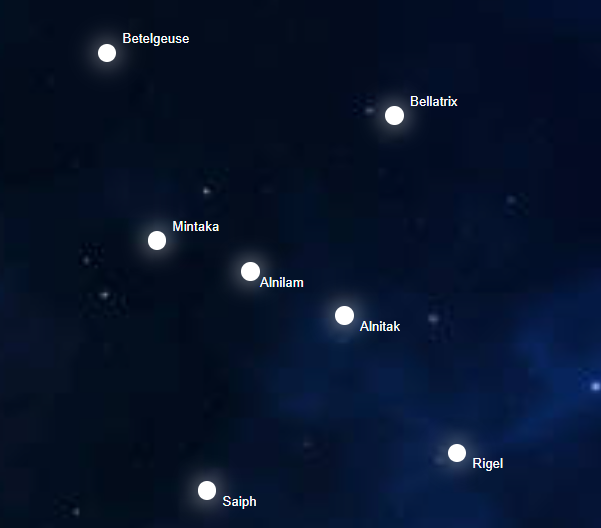 Betelgeuse
Bellatrix
Mintaka
Alnilam
Alnitak
Rigel
Saiph